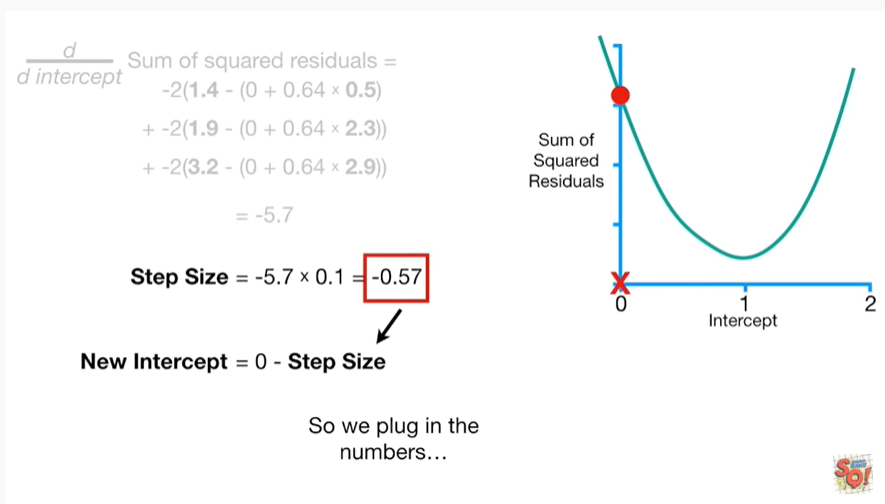 d
d intercept
Sum of squared residuals =
-2(1.4 - (0 + 0.64 × 0.5)
+ -2(1.9 - (0 + 0.64 × 2.3))
+ -2(3.2 - (0 + 0.64 × 2.9))
= -5.7
Step Size = -5.7 × 0.1 = -0.57
New Intercept = 0 - Step Size
So we plug in the
numbers…
Sum of
Squared
Residuals
X
0
1
2
Intercept
SQ!